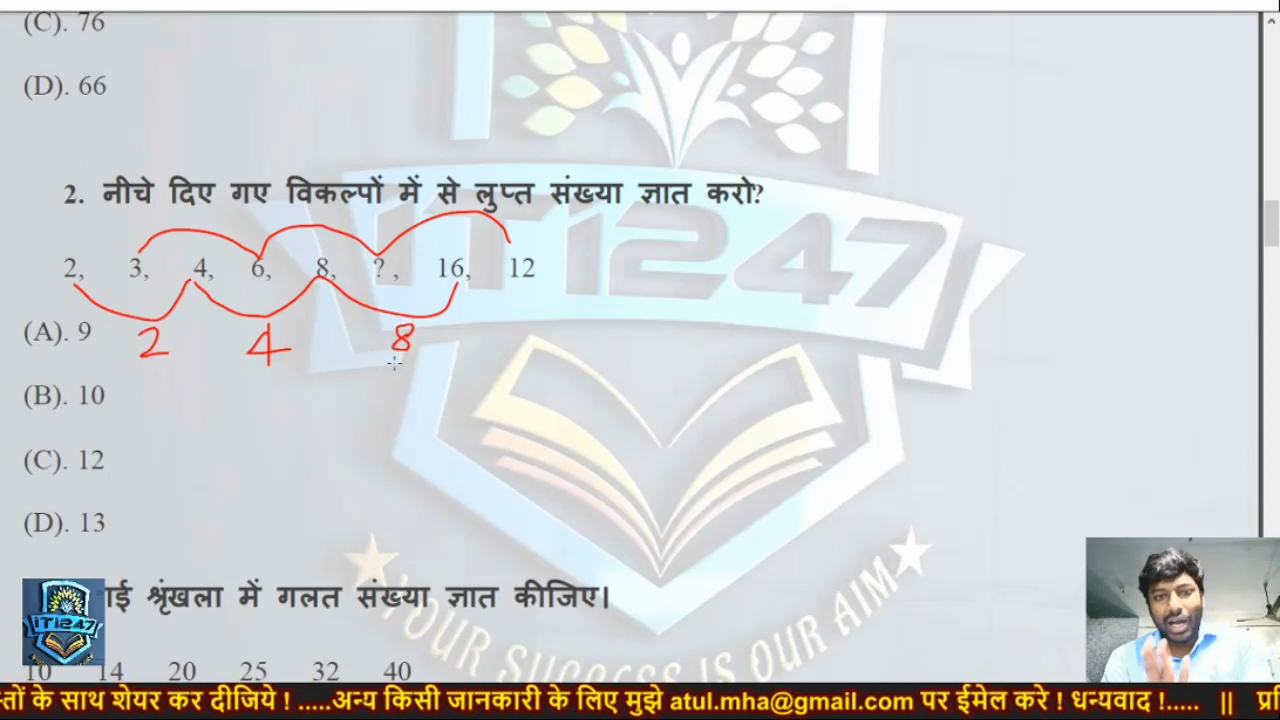 (C). 76
(D). 66
2. नीचे दिए गए विकल्पों में से लुप्त संख्या ज्ञात करो?
2, 3, 4, 6, 8, ? , 16, 12
2 4 8
(A). 9
(B). 10
(C). 12
(D). 13
ाई श्रृंखला में गलत संख्या ज्ञात कीजिए।
10 14 20 25 32 40
iTI247
YOUR SUCCESS IS OUR AIM
iTI247
स्तों के साथ शेयर कर दीजिये ! .....अन्य किसी जानकारी के लिए मुझे atul.mha@gmail.com पर ईमेल करे ! धन्यवाद !..... || प्र